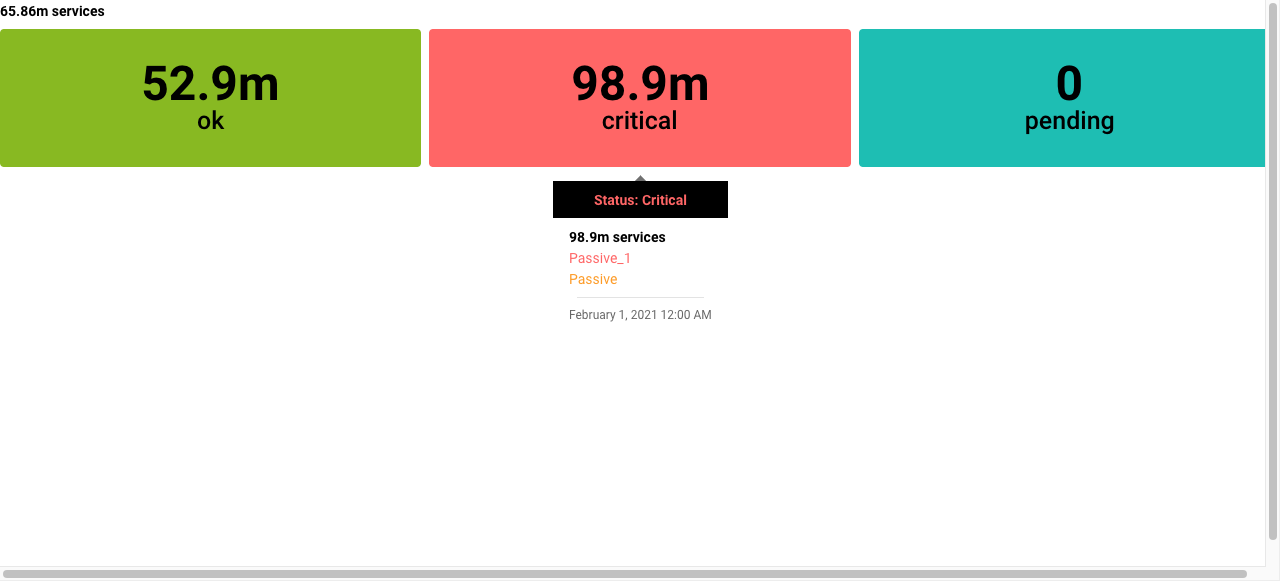 65.86m services
52.9m
ok
98.9m
critical
0
pending
Status: Critical
98.9m services
Passive_1
Passive
February 1, 2021 12:00 AM